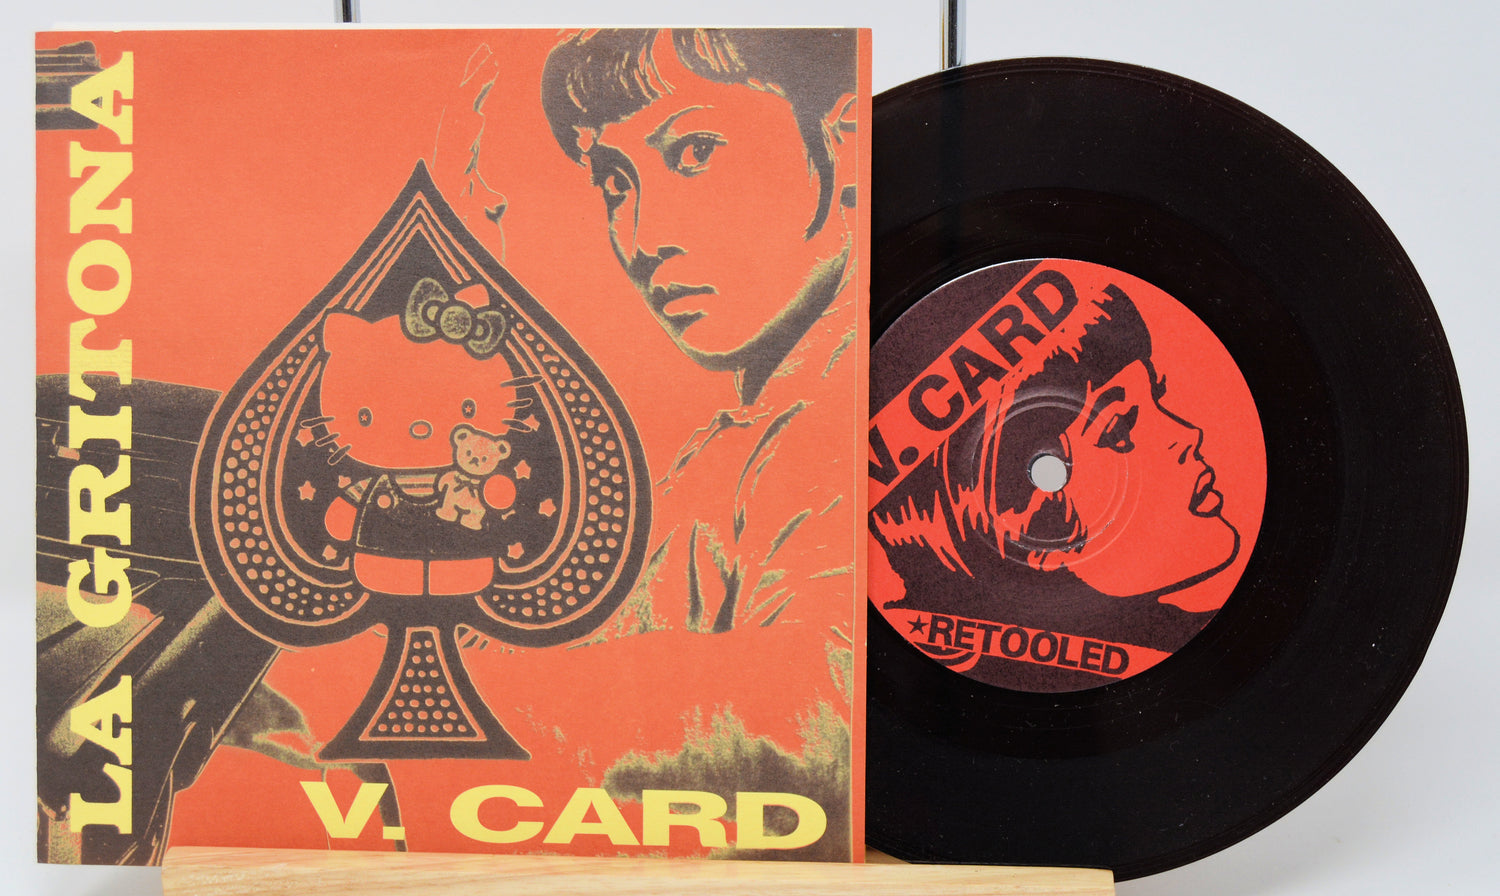 LA GRITONA
V. CARD
V. CARD
★RETOOLED